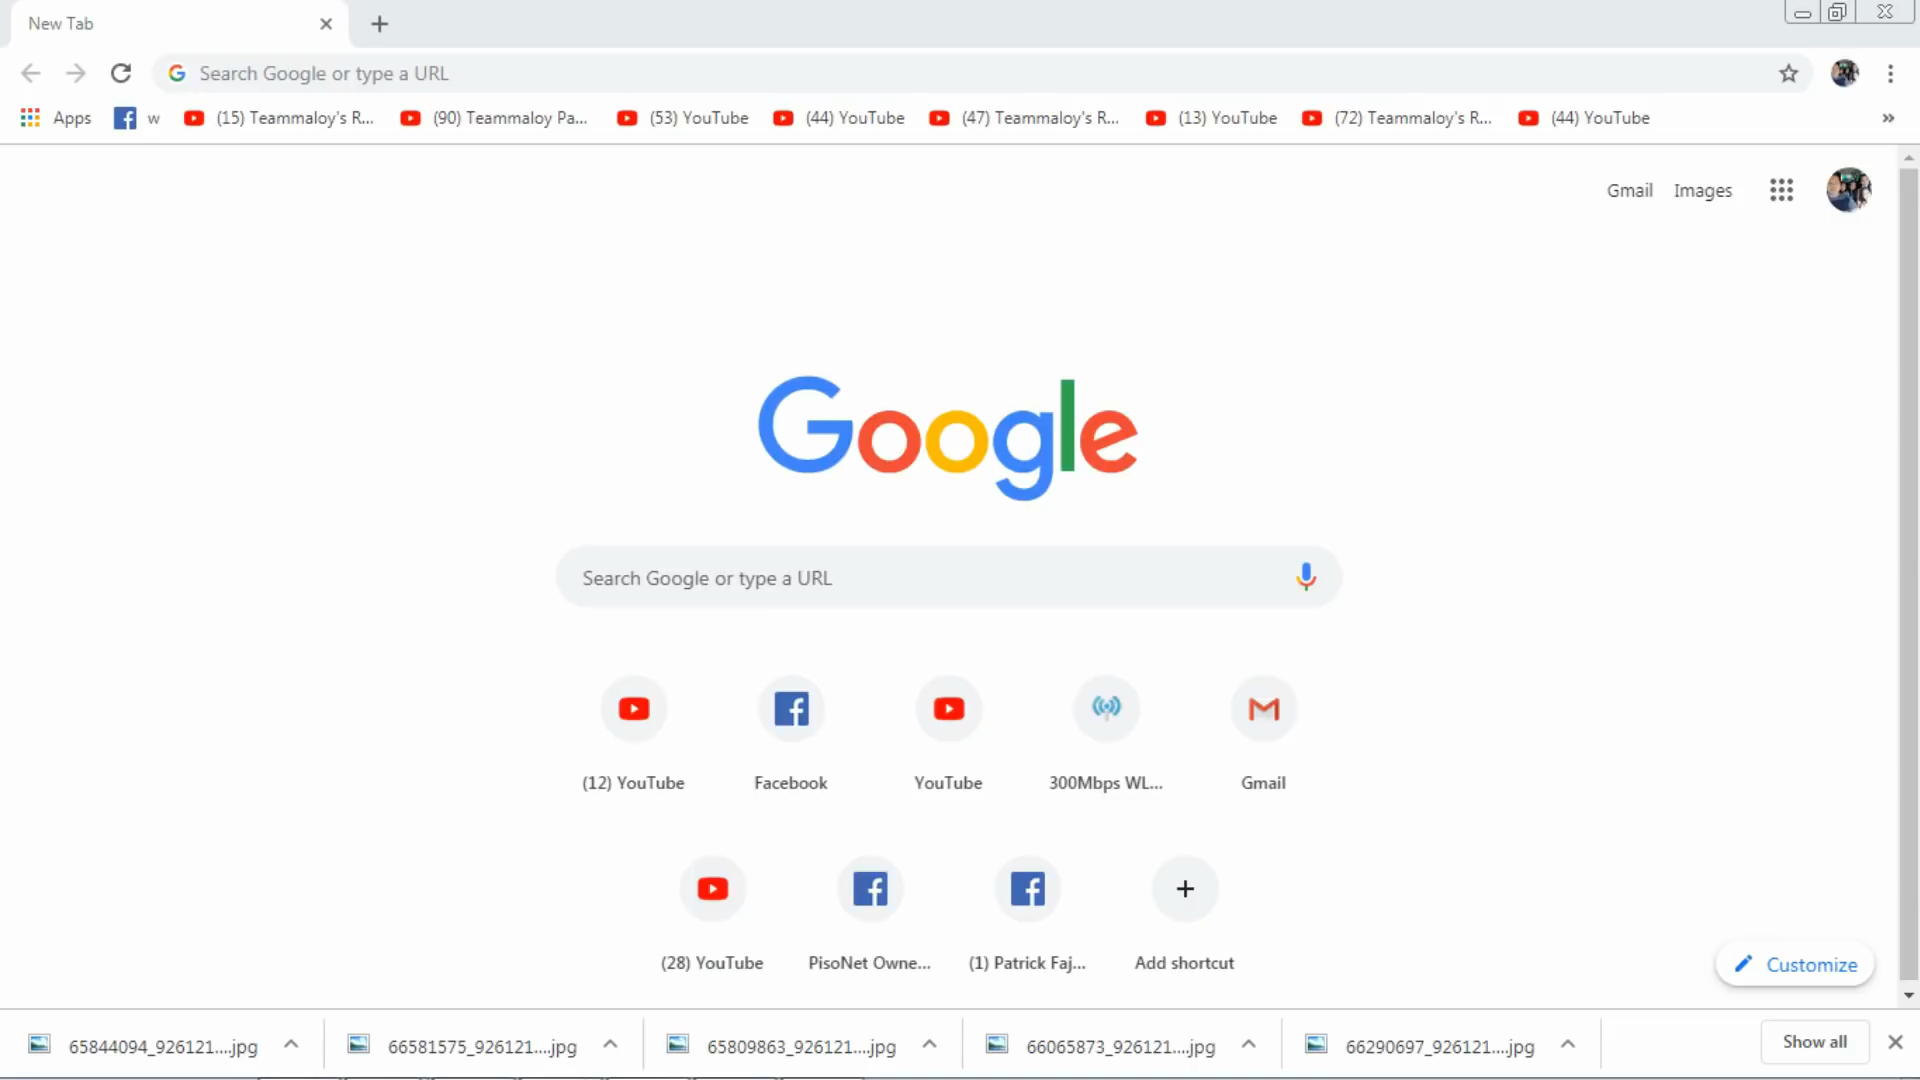 New Tab
Search Google or type a URL
Apps w (15) Teammaloy's R... (90) Teammaloy Pa... (53) YouTube (44) YouTube (47) Teammaloy's R... (13) YouTube (72) Teammaloy's R... (44) YouTube »
Gmail Images
Google
Search Google or type a URL
(12) YouTube Facebook YouTube 300Mbps WL... Gmail
(28) YouTube PisoNet Owne... (1) Patrick Faj... Add shortcut
Customize
65844094_926121....jpg 66581575_926121....jpg 65809863_926121....jpg 66065873_926121....jpg 66290697_926121....jpg Show all